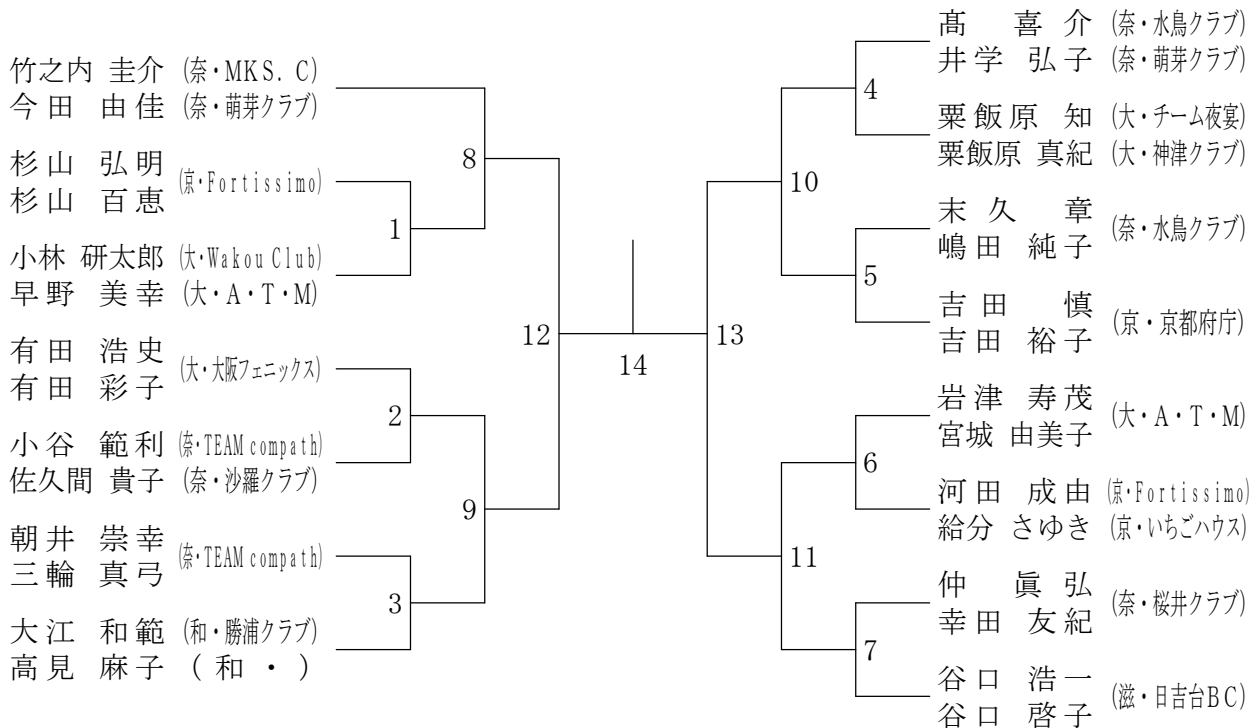 竹之内 圭介 (奈・MKS.C)
今田 由佳 (奈・萌芽クラブ)
杉山 弘明
杉山 百恵
(京・Fortissimo)
小林 研太郎 (大・Wakou Club)
早野 美幸 (大・A・T・M)
有田 浩史
有田 彩子
(大・大阪フェニックス)
小谷 範利 (奈・TEAM compath)
佐久間 貴子 (奈・沙羅クラブ)
朝井 崇幸
三輪 真弓
(奈・TEAM compath)
大江 和範 (和・勝浦クラブ)
高見 麻子 (和・)
8
1
2
9
3
12
14
13
10
4
5
11
6
7
髙 喜介 (奈・水鳥クラブ)
井学 弘子 (奈・萌芽クラブ)
粟飯原 知 (大・チーム夜宴)
粟飯原 真紀 (大・神津クラブ)
末久 章
嶋田 純子
(奈・水鳥クラブ)
吉田 慎
吉田 裕子
(京・京都府庁)
岩津 寿茂
宮城 由美子
(大・A・T・M)
河田 成由 (京・Fortissimo)
給分 さゆき (京・いちごハウス)
仲 眞弘
幸田 友紀
(奈・桜井クラブ)
谷口 浩一
谷口 啓子
(滋・日吉台BC)